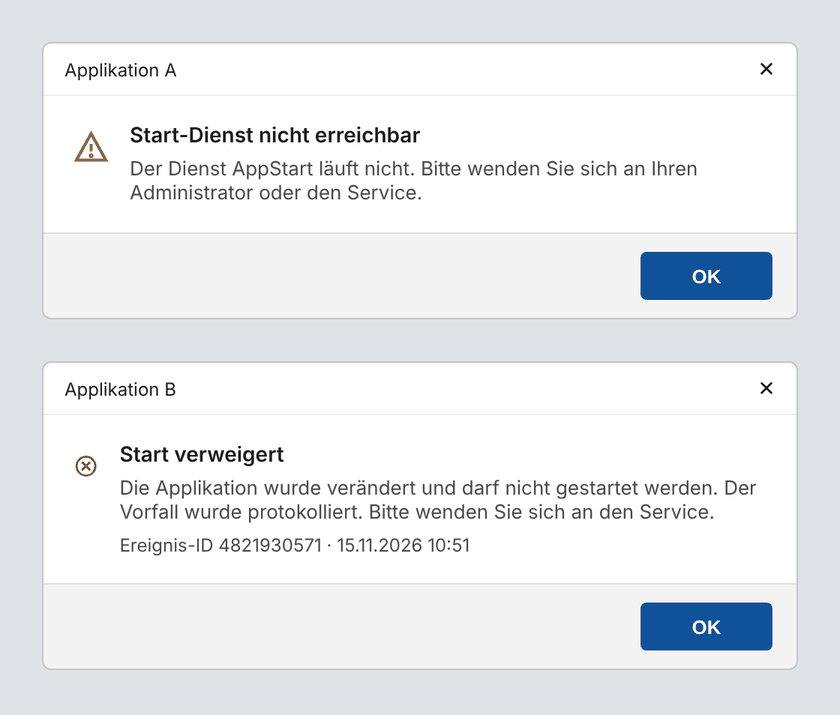 Applikation A
Start-Dienst nicht erreichbar
Der Dienst AppStart läuft nicht. Bitte wenden Sie sich an Ihren
Administrator oder den Service.
OK
Applikation B
Start verweigert
Die Applikation wurde verändert und darf nicht gestartet werden. Der
Vorfall wurde protokolliert. Bitte wenden Sie sich an den Service.
Ereignis-ID 4821930571 · 15.11.2026 10:51
OK